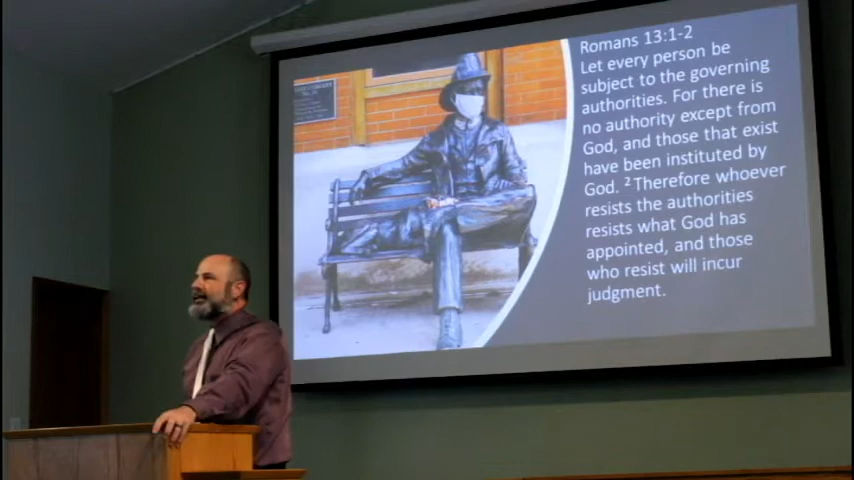 Romans 13:1-2
Let every person be
subject to the governing
authorities. For there is
no authority except from
God, and those that exist
have been instituted by
God. ²Therefore whoever
resists the authorities
resists what God has
appointed, and those
who resist will incur
judgment.